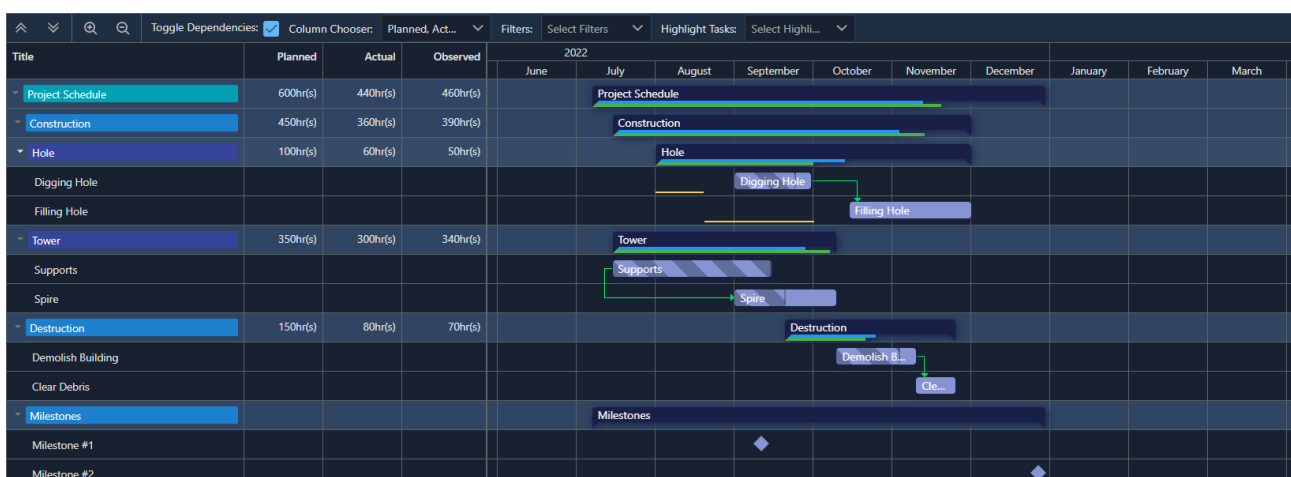 Toggle Dependencies: Column Chooser: Planned, Act... Filters: Select Filters Highlight Tasks: Select Highli...
Title Planned Actual Observed 2022
June July August September October November December January February March
Project Schedule 600hr(s) 440hr(s) 460hr(s) Project Schedule
Construction 450hr(s) 360hr(s) 390hr(s) Construction
Hole 100hr(s) 60hr(s) 50hr(s) Hole
Digging Hole Digging Hole
Filling Hole Filling Hole
Tower 350hr(s) 300hr(s) 340hr(s) Tower
Supports Supports
Spire Spire
Destruction 150hr(s) 80hr(s) 70hr(s) Destruction
Demolish Building Demolish B...
Clear Debris Cle...
Milestones Milestones
Milestone #1
Milestone #2